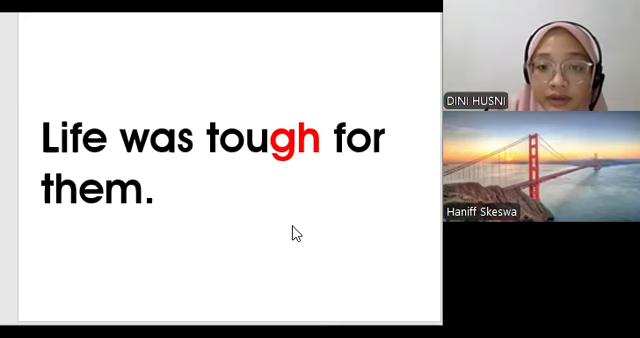 Life was tough for
them.
DINI HUSNI
Haniff Skeswa